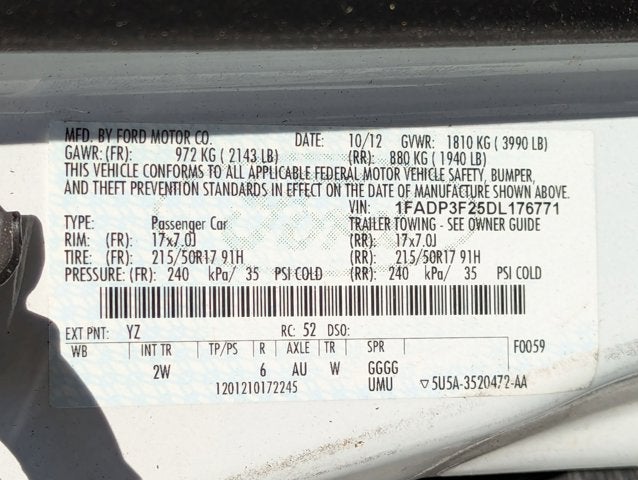 MFD. BY FORD MOTOR CO. DATE: 10/12 GVWR: 1810 KG ( 3990 LB)
GAWR: (FR) 972 KG ( 2143 LB) (RR): 880 KG ( 1940 LB)
THIS VEHICLE CONFORMS TO ALL APPLICABLE FEDERAL MOTOR VEHICLE SAFETY, BUMPER,
AND THEFT PREVENTION STANDARDS IN EFFECT ON THE DATE OF MANUFACTURE SHOWN ABOVE.
VIN: 1FADP3F25DL176771
TYPE: Passenger Car TRAILER TOWING - SEE OWNER GUIDE
RIM: (FR): 17x7.0J (RR): 17x7.0J
TIRE: (FR): 215/50R17 91H (RR): 215/50R17 91H
PRESSURE: (FR): 240 kPa/ 35 PSI COLD (RR): 240 kPa/ 35 PSI COLD
EXT PNT: YZ RC: 52 DSO:
WB INT TR TP/PS R AXLE TR SPR F0059
2W 6 AU W GGGG
1201210172245 UMU ▽5U5A-3520472-AA